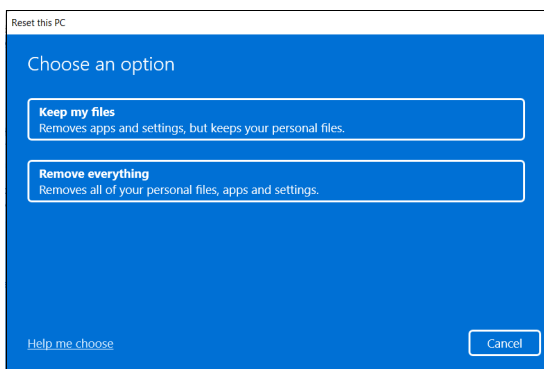 Reset this PC
Choose an option
Keep my files
Removes apps and settings, but keeps your personal files.
Remove everything
Removes all of your personal files, apps and settings.
Help me choose
Cancel